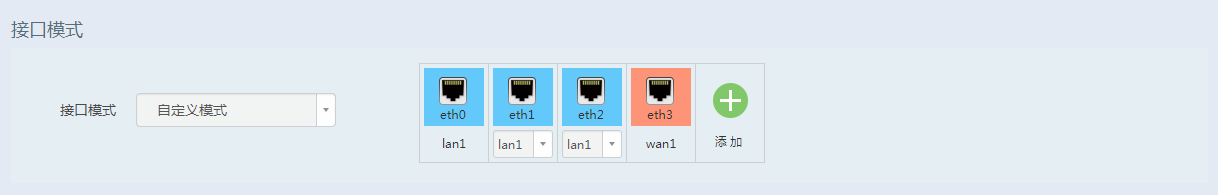 接口模式
接口模式 自定义模式
eth0 eth1 eth2 eth3
lan1 lan1 lan1 wan1 添加